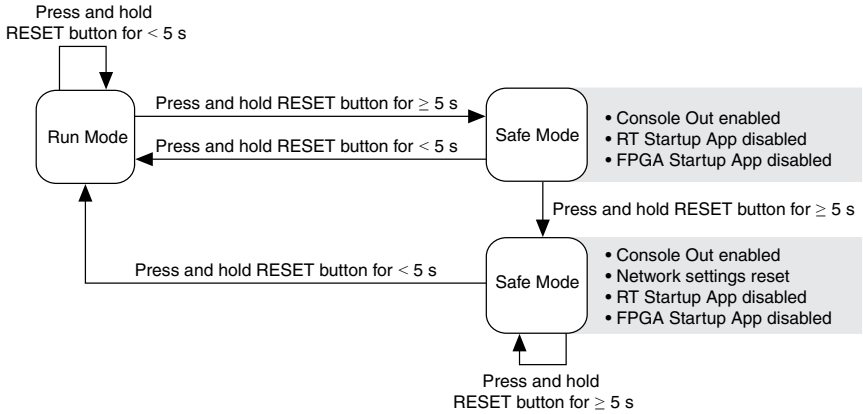 Press and hold
RESET button for < 5 s
Run Mode
Press and hold RESET button for ≥ 5 s
Press and hold RESET button for < 5 s
Safe Mode
• Console Out enabled
• RT Startup App disabled
• FPGA Startup App disabled
Press and hold RESET button for ≥ 5 s
Press and hold RESET button for < 5 s
Safe Mode
• Console Out enabled
• Network settings reset
• RT Startup App disabled
• FPGA Startup App disabled
Press and hold
RESET button for ≥ 5 s